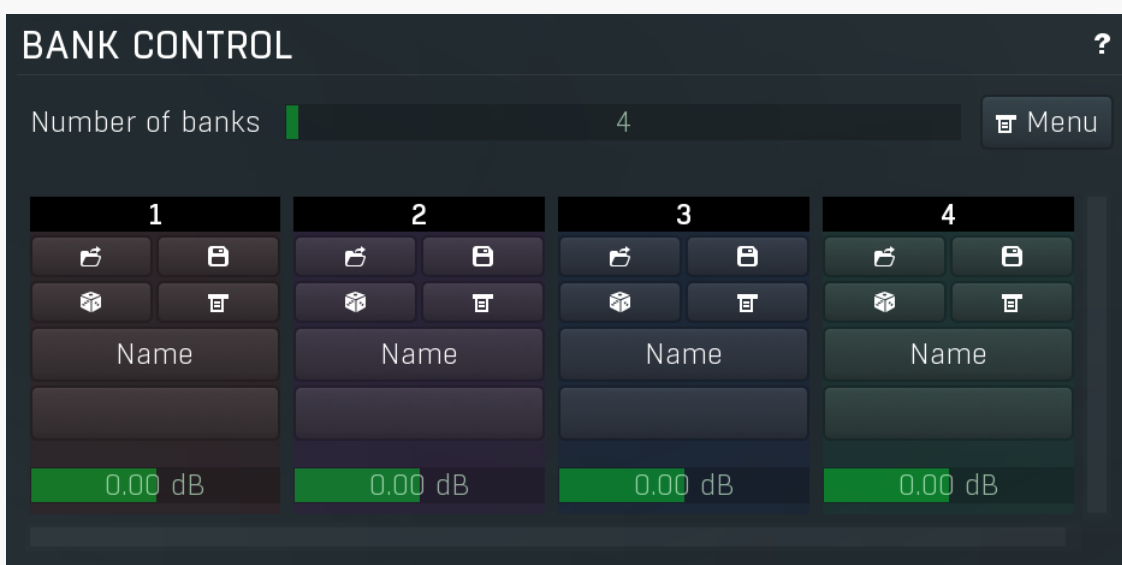 BANK CONTROL ?
Number of banks 4 Menu
1 2 3 4
Name Name Name Name
0.00 dB 0.00 dB 0.00 dB 0.00 dB